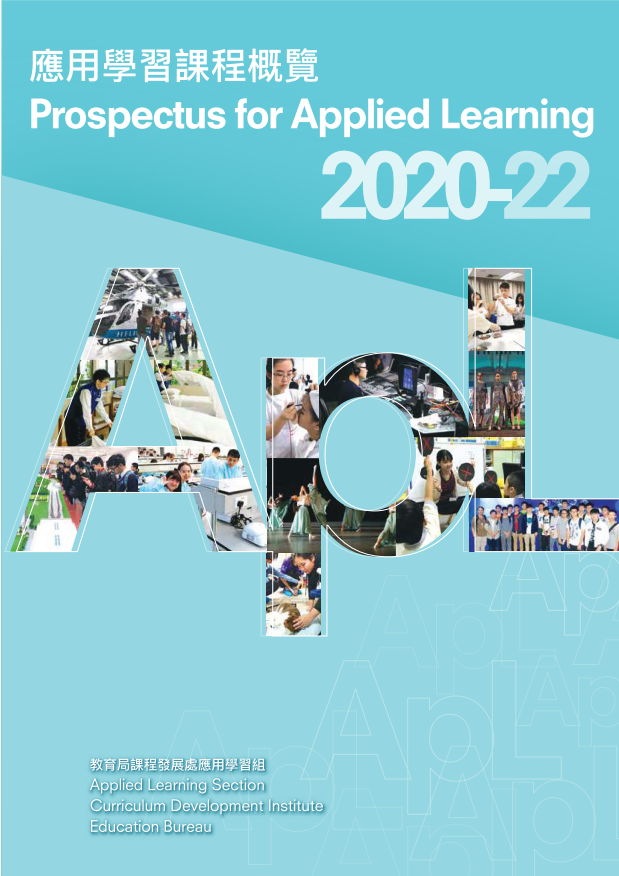 應用學習課程概覽
Prospectus for Applied Learning
2020-22
ApL
教育局課程發展處應用學習組
Applied Learning Section
Curriculum Development Institute
Education Bureau